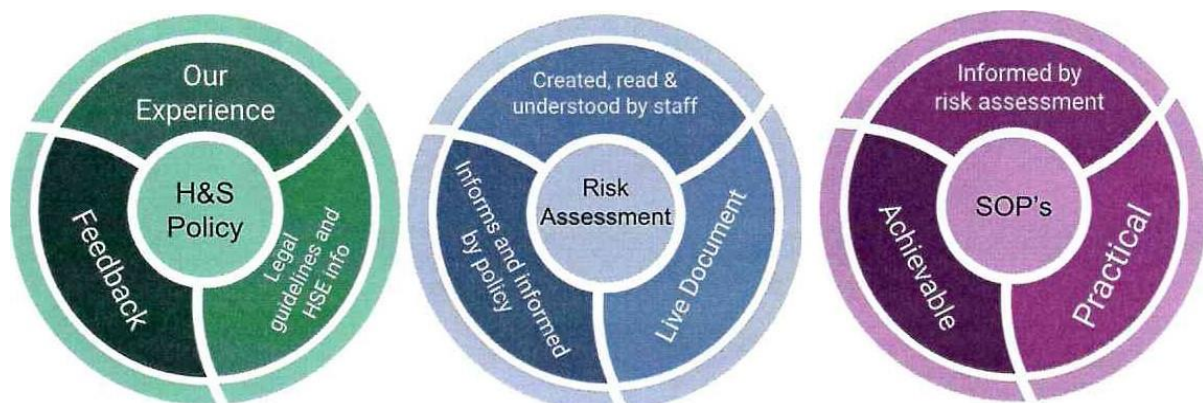 Our
Experience
H&S
Policy
Feedback
Legal
guidelines and
HSE info
Created, read &
understood by staff
Risk
Assessment
Informs and informed
by policy
Live Document
Informed by
risk assessment
SOP's
Achievable
Practical